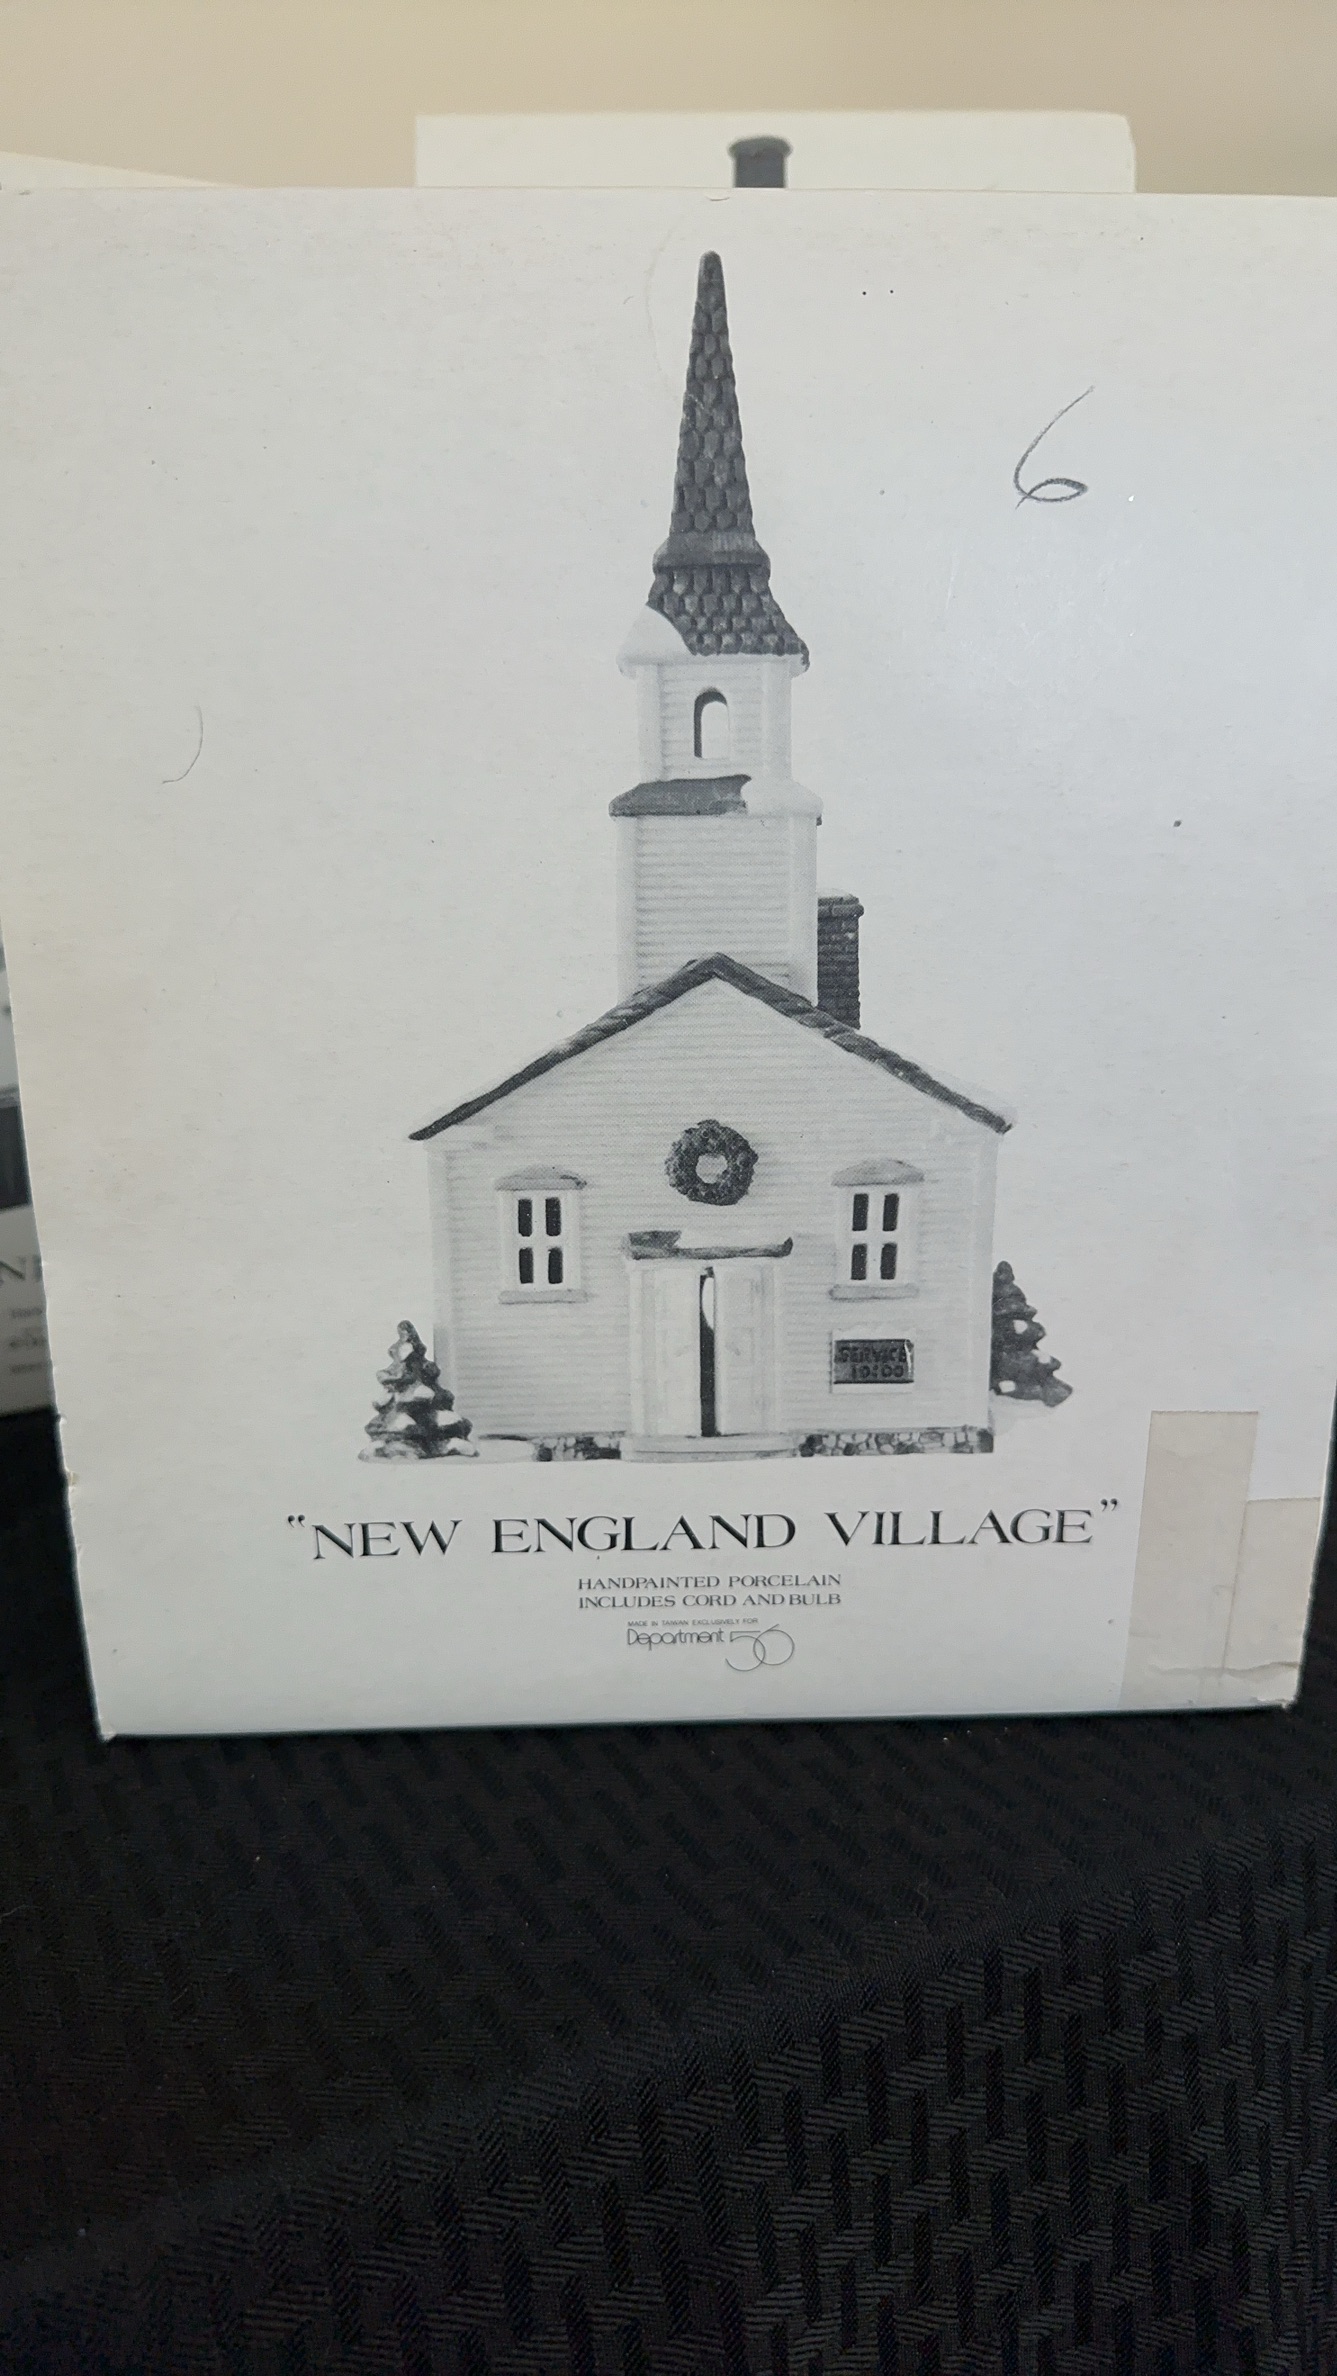 6
SERVICE
10:00
"NEW ENGLAND VILLAGE"
HANDPAINTED PORCELAIN
INCLUDES CORD AND BULB
MADE IN TAIWAN EXCLUSIVELY FOR
Department 56